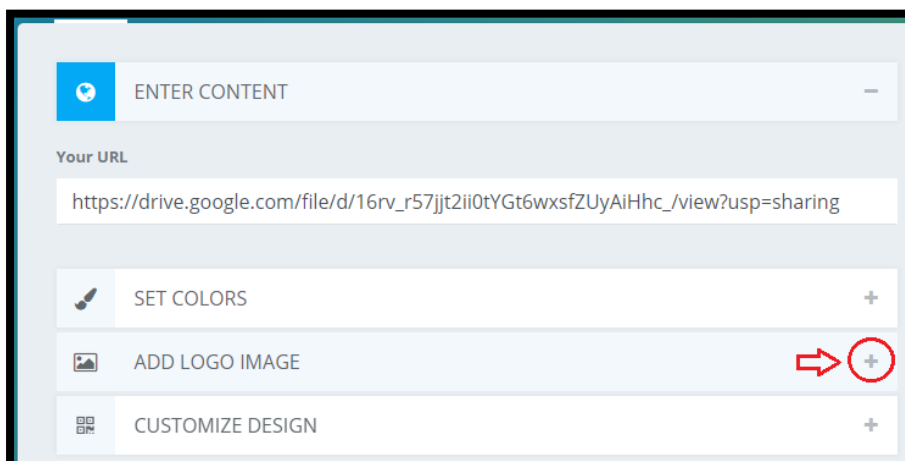 ENTER CONTENT
Your URL
https://drive.google.com/file/d/16rv_r57jjt2ii0tYGt6wxsfZUyAiHhc_/view?usp=sharing
SET COLORS
ADD LOGO IMAGE
CUSTOMIZE DESIGN